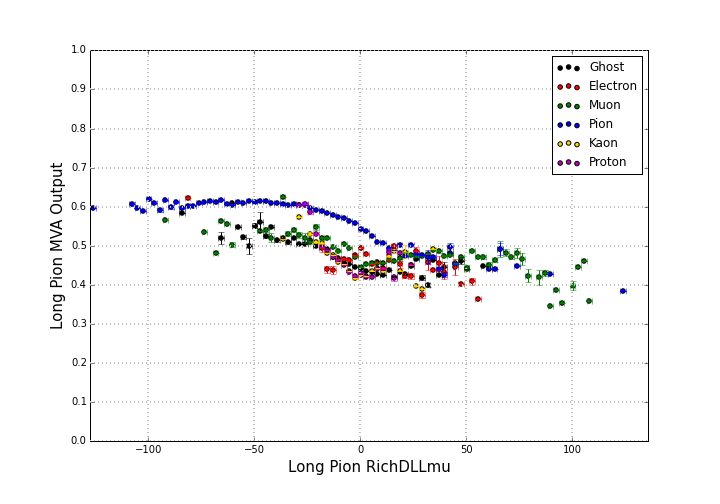 1.0
0.9
0.8
0.7
0.6
0.5
0.4
0.3
0.2
0.1
0.0
Long Pion MVA Output
Ghost
Electron
Muon
Pion
Kaon
Proton
−100 −50 0 50 100
Long Pion RichDLLmu